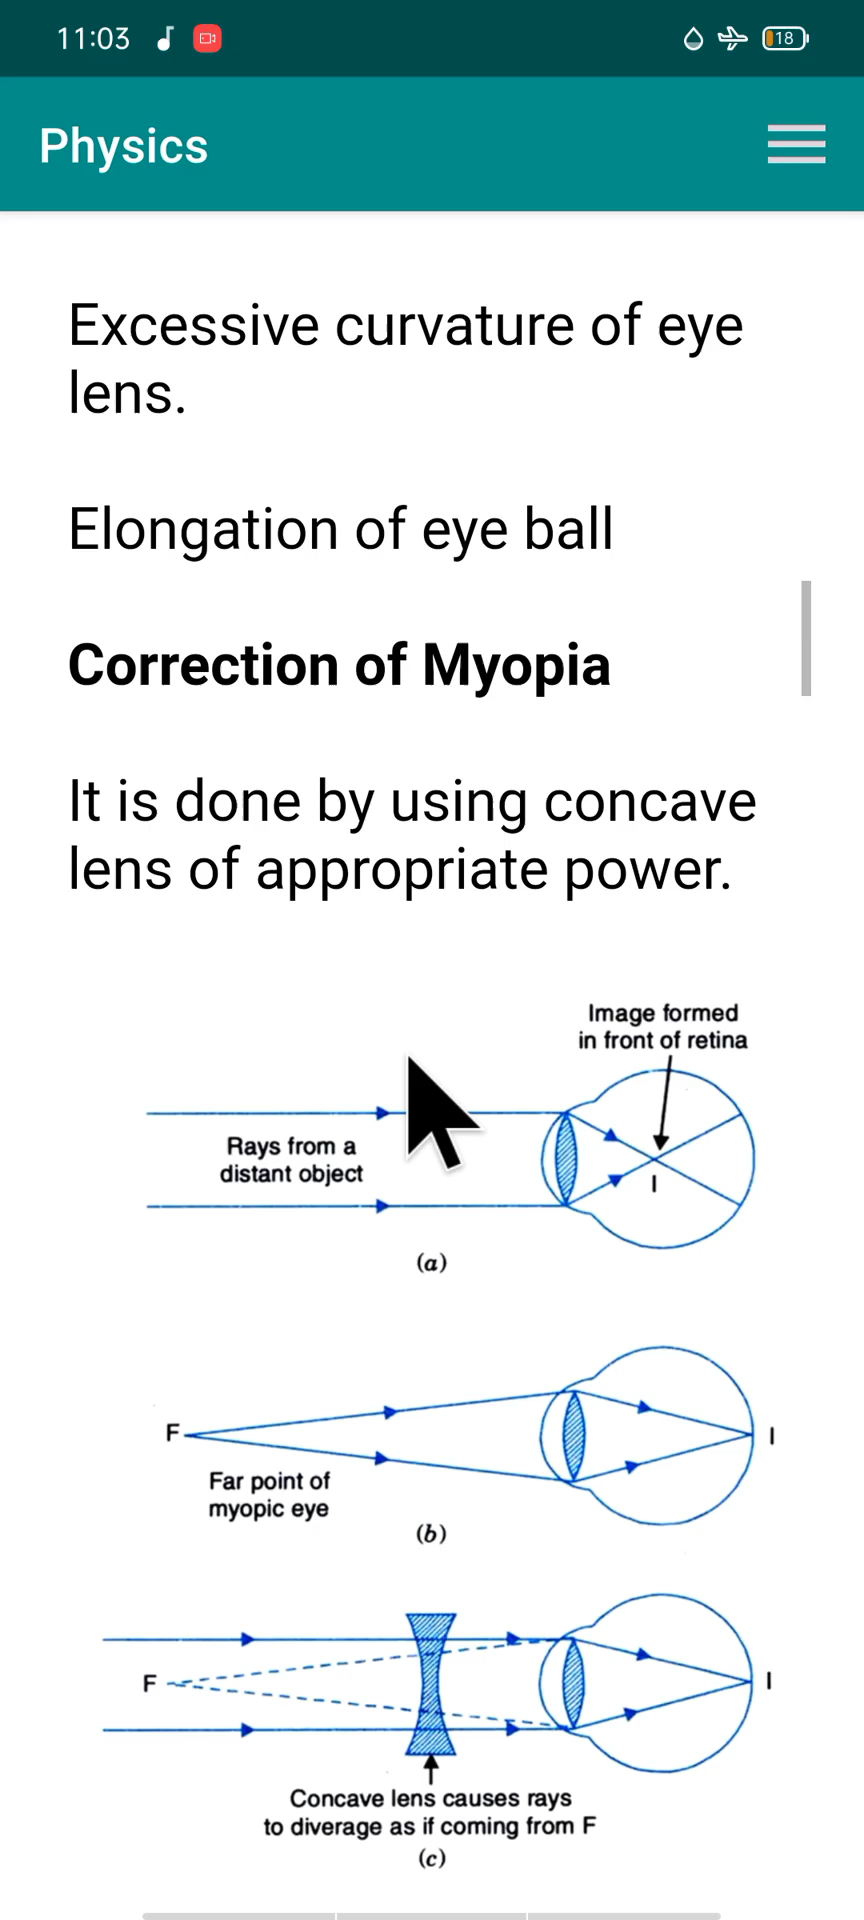 11:03
18
Physics
Excessive curvature of eye
lens.
Elongation of eye ball
Correction of Myopia
It is done by using concave
lens of appropriate power.
Image formed
in front of retina
Rays from a
distant object
I
(a)
F
I
Far point of
myopic eye
(b)
F
I
Concave lens causes rays
to diverage as if coming from F
(c)